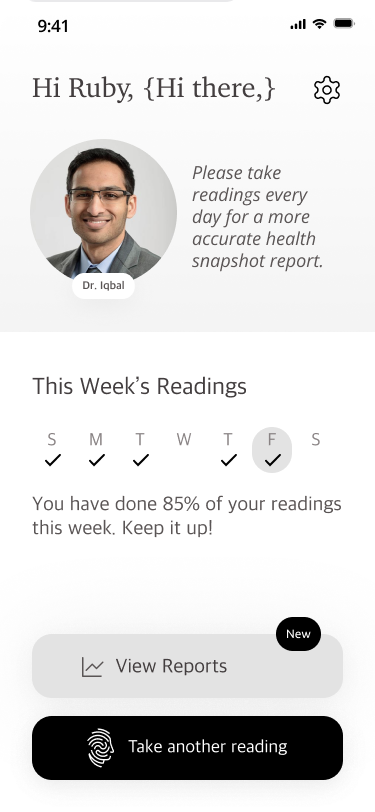 9:41
Hi Ruby, {Hi there,}
Please take
readings every
day for a more
accurate health
snapshot report.
Dr. Iqbal
This Week’s Readings
S M T W T F S
You have done 85% of your readings
this week. Keep it up!
New
View Reports
Take another reading